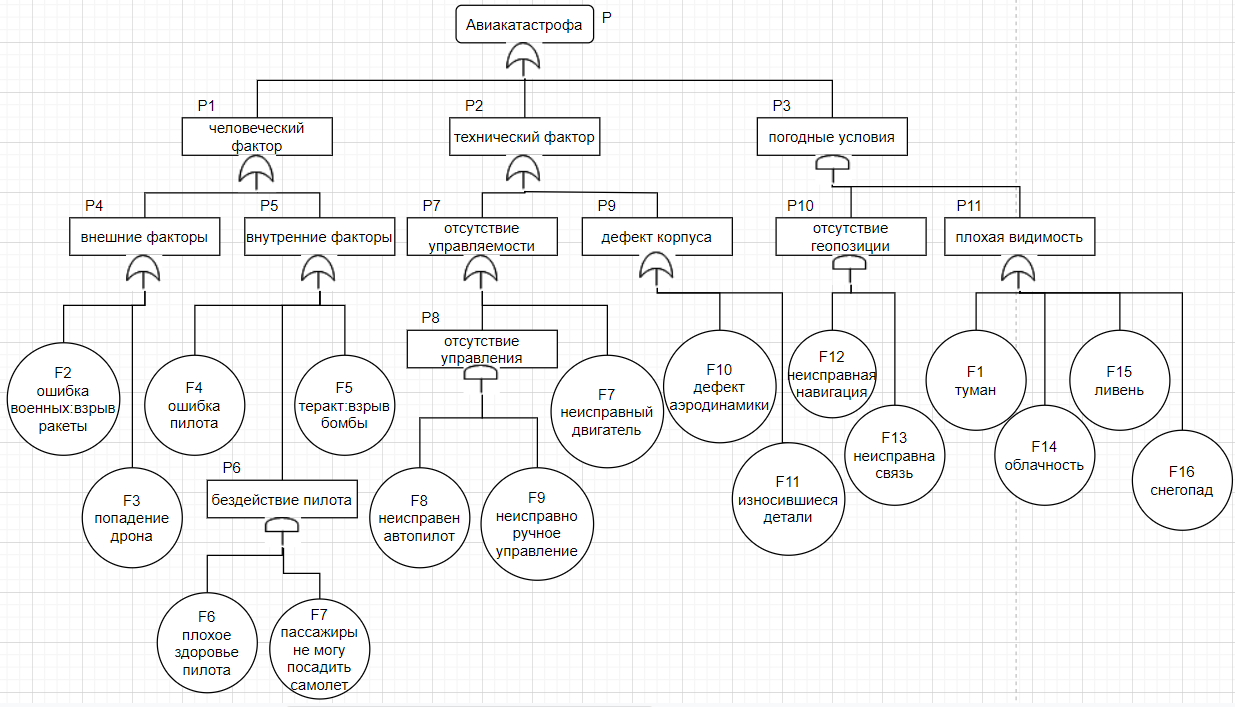 Авиакатастрофа
P
P1
человеческий
фактор
P2
технический фактор
P3
погодные условия
P4
внешние факторы
P5
внутренние факторы
P7
отсутствие
управляемости
P9
дефект корпуса
P10
отсутствие
геопозиции
P11
плохая видимость
P8
отсутствие
управления
F2
ошибка
военных:взрыв
ракеты
F4
ошибка
пилота
F5
теракт:взрыв
бомбы
F7
неисправный
двигатель
F10
дефект
аэродинамики
F12
неисправная
навигация
F1
туман
F15
ливень
F13
неисправна
связь
F14
облачность
F16
снегопад
F3
попадение
дрона
P6
бездействие пилота
F8
неисправен
автопилот
F9
неисправно
ручное
управление
F11
износившиеся
детали
F6
плохое
здоровье
пилота
F7
пассажиры
не могу
посадить
самолет